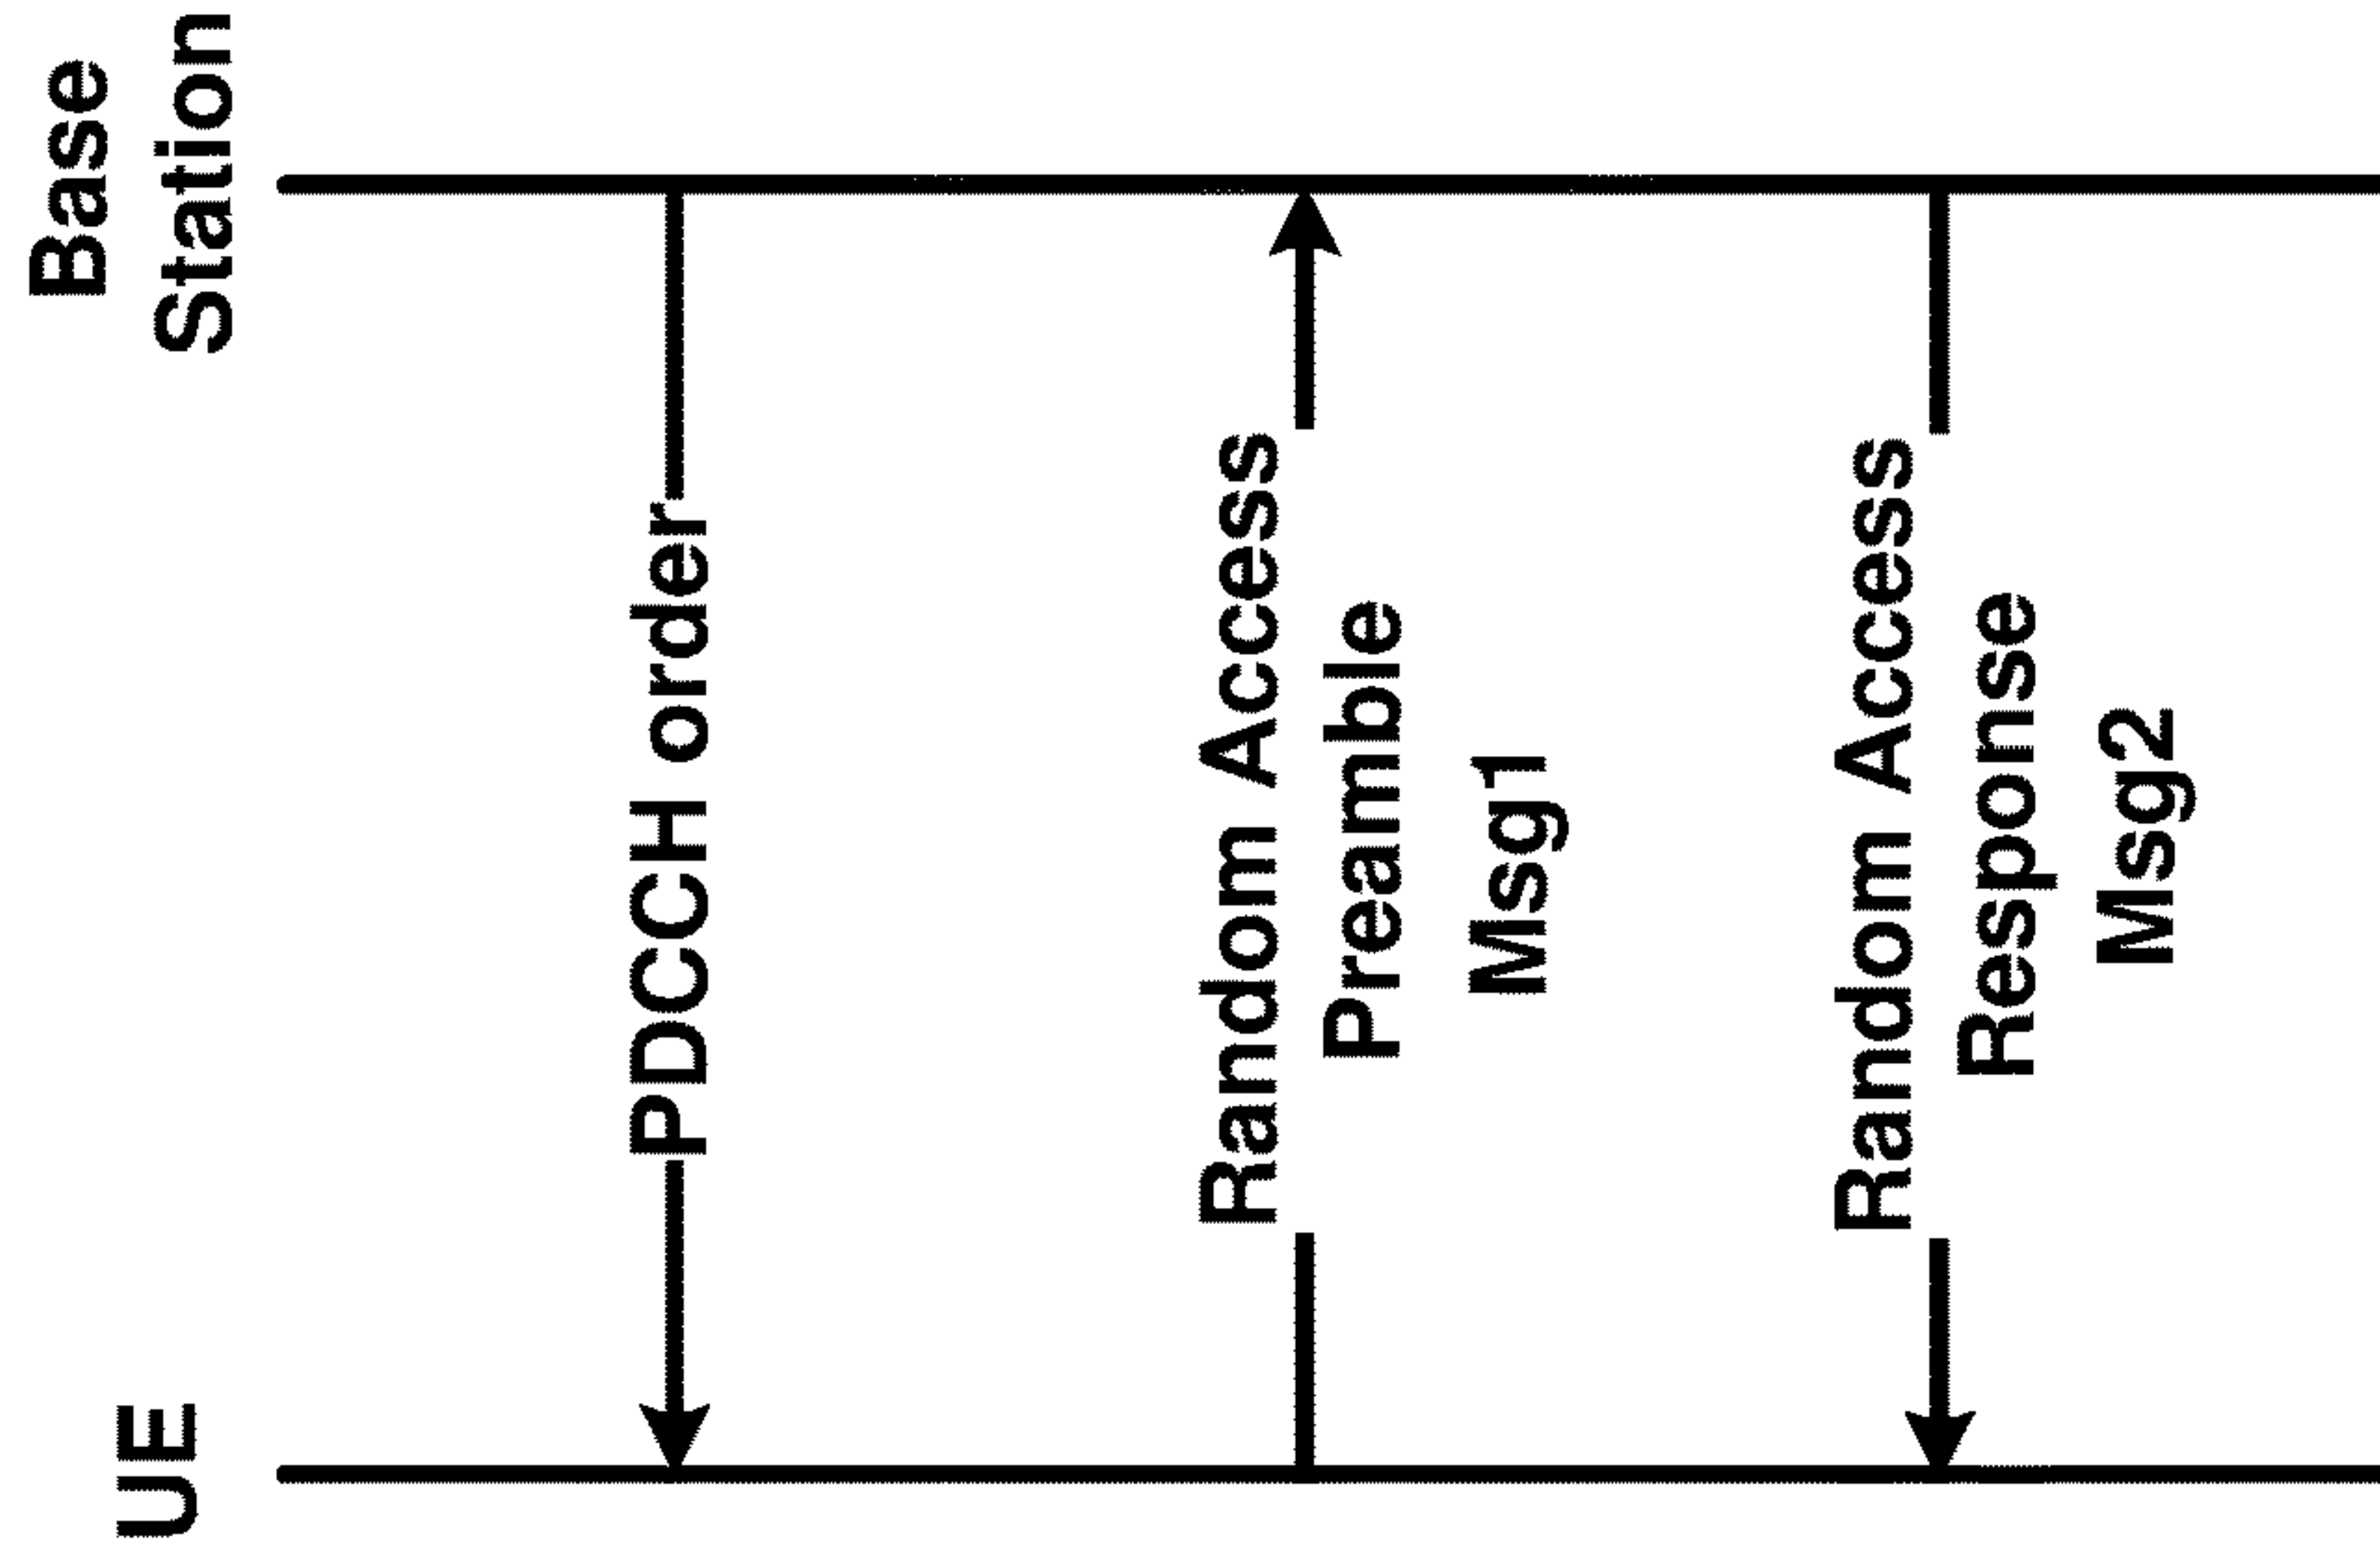 UE
Base
Station
PDCCH order
Random Access
Preamble
Msg1
Random Access
Response
Msg2